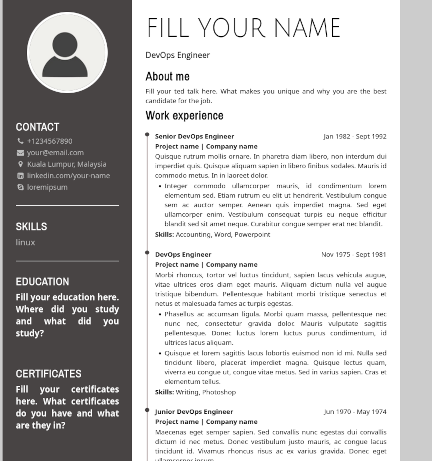 FILL YOUR NAME
DevOps Engineer
About me
Fill your ted talk here. What makes you unique and why you are the best
candidate for the job.
Work experience
Senior DevOps Engineer Jan 1982 - Sept 1992
Project name | Company name
Quisque rutrum mollis ornare. In pharetra diam libero, non interdum dui
imperdiet quis. Quisque aliquam sapien in libero finibus sodales. Mauris id
commodo metus. In in laoreet dolor.
• Integer commodo ullamcorper mauris, id condimentum lorem
elementum sed. Etiam rutrum eu elit ut hendrerit. Vestibulum congue
sem ac auctor semper. Aenean quis imperdiet magna. Sed eget
ullamcorper enim. Vestibulum consequat turpis eu neque efficitur
blandit sed sit amet neque. Curabitur congue semper erat nec blandit.
Skills: Accounting, Word, Powerpoint
DevOps Engineer Nov 1975 - Sept 1981
Project name | Company name
Morbi rhoncus, tortor vel luctus tincidunt, sapien lacus vehicula augue,
vitae ultrices eros diam eget mauris. Aliquam dictum nulla eget
tristique bibendum. Pellentesque habitant morbi tristique senectus et
netus et malesuada fames ac turpis egestas.
• Phasellus ac accumsan ligula. Morbi quam massa, pellentesque nec
nunc nec, consectetur gravida dolor. Mauris vulputate sagittis
pellentesque. Donec luctus lorem luctus purus condimentum, id
ultrices lacus aliquam.
• Quisque et lorem sagittis lacus lobortis euismod non id mi. Nulla sed
tincidunt libero, placerat imperdiet magna. Quisque lectus quam,
viverra eu congue ut, congue vitae metus. Sed in varius sapien. Cras et
elementum tellus.
Skills: Writing, Photoshop
Junior DevOps Engineer Jun 1970 - May 1974
Project name | Company name
Maecenas eget semper sapien. Sed convallis egestas nunc dui convallis
dictum id nec metus. Donec vestibulum justo mauris, ac congue lacus
tincidunt id. Vivamus rhoncus risus ac ex varius gravida. Donec eget
ullamcorper ipsum.
CONTACT
+1234567890
your@email.com
Kuala Lumpur, Malaysia
linkedin.com/your-name
loremipsum
SKILLS
linux
EDUCATION
Fill your education here.
Where did you study
and what did you
study?
CERTIFICATES
Fill your certificates
here. What certificates
do you have and what
are they in?